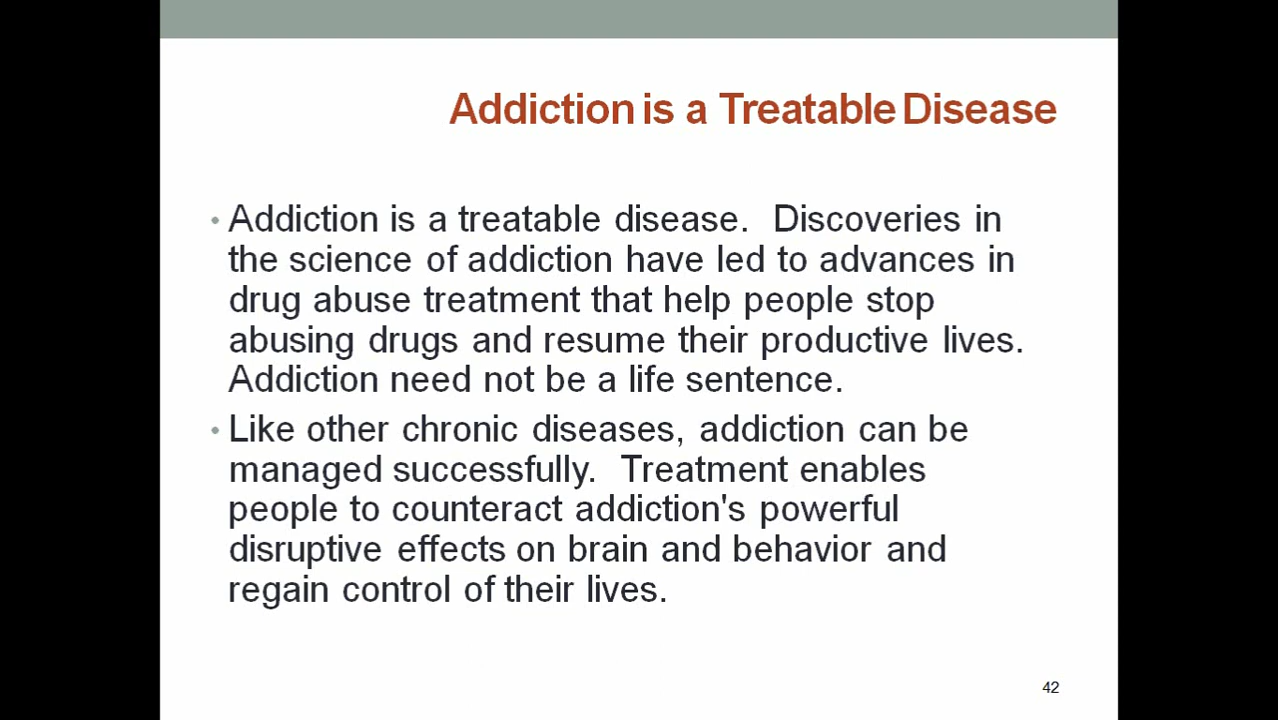 Addiction is a Treatable Disease
• Addiction is a treatable disease.  Discoveries in
the science of addiction have led to advances in
drug abuse treatment that help people stop
abusing drugs and resume their productive lives.
Addiction need not be a life sentence.
• Like other chronic diseases, addiction can be
managed successfully.  Treatment enables
people to counteract addiction's powerful
disruptive effects on brain and behavior and
regain control of their lives.
42